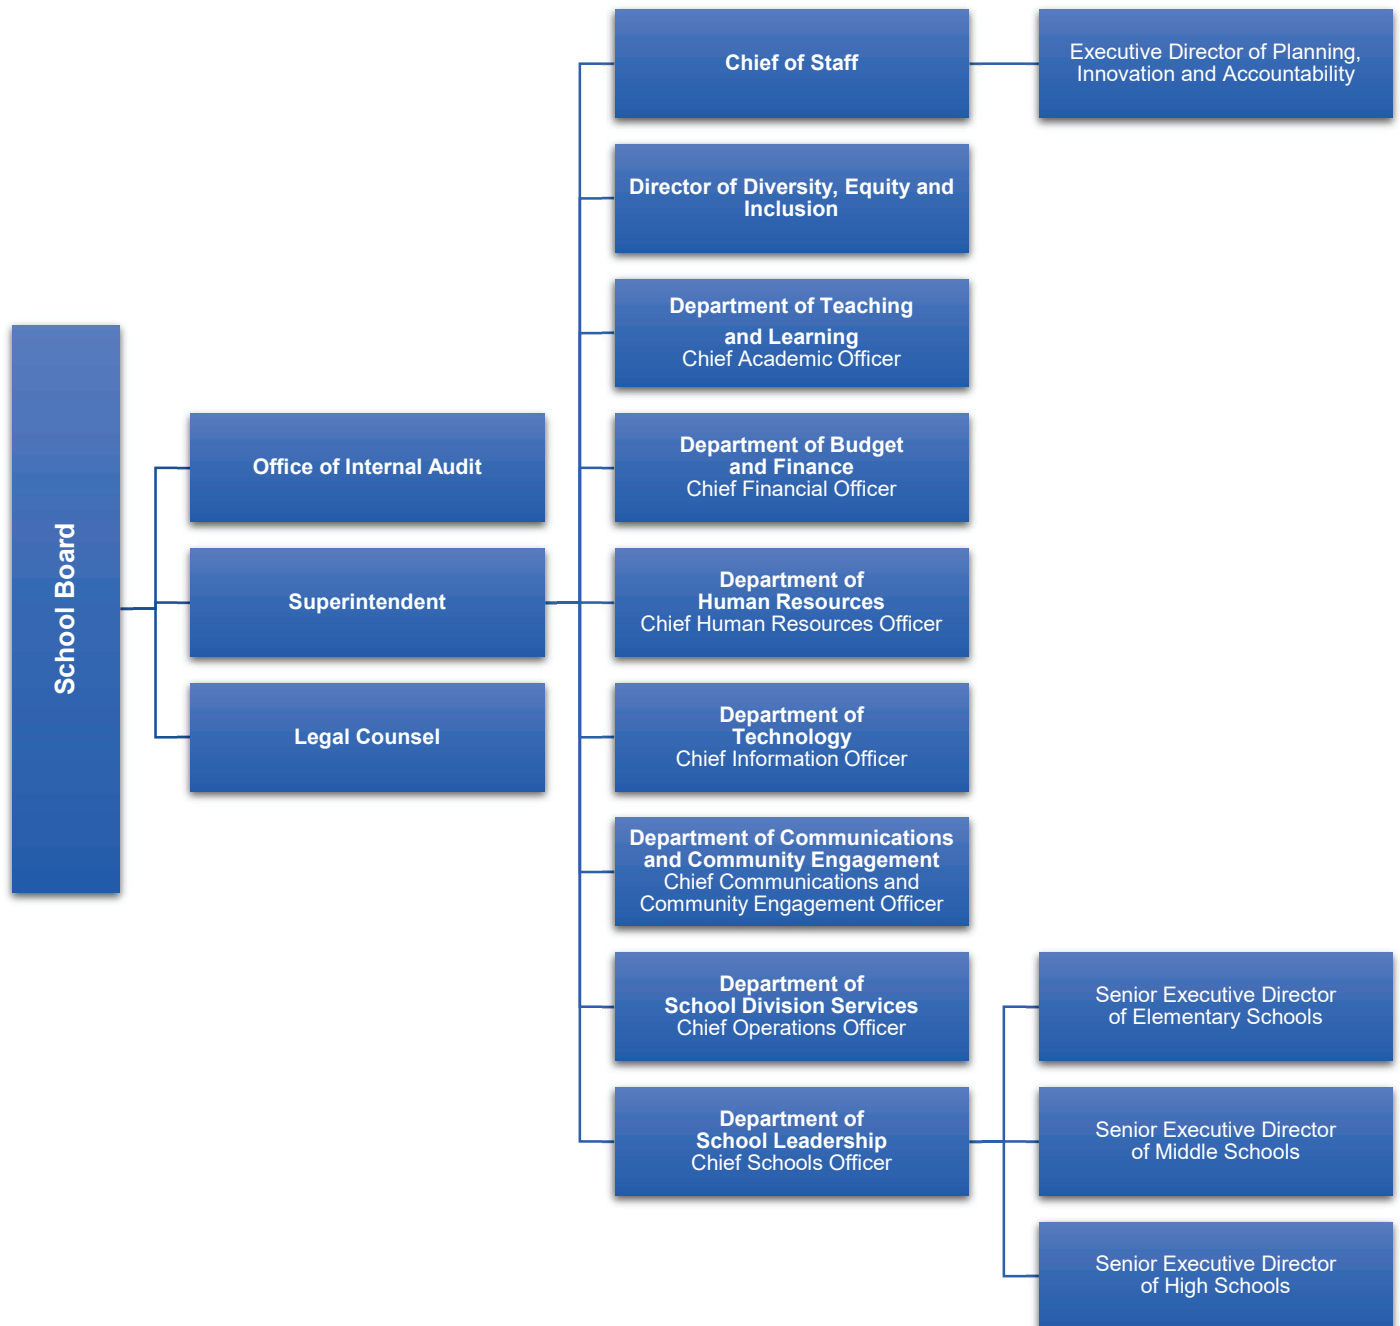 School Board
Office of Internal Audit
Superintendent
Legal Counsel
Chief of Staff
Executive Director of Planning,
Innovation and Accountability
Director of Diversity, Equity and
Inclusion
Department of Teaching
and Learning
Chief Academic Officer
Department of Budget
and Finance
Chief Financial Officer
Department of
Human Resources
Chief Human Resources Officer
Department of
Technology
Chief Information Officer
Department of Communications
and Community Engagement
Chief Communications and
Community Engagement Officer
Department of
School Division Services
Chief Operations Officer
Department of
School Leadership
Chief Schools Officer
Senior Executive Director
of Elementary Schools
Senior Executive Director
of Middle Schools
Senior Executive Director
of High Schools